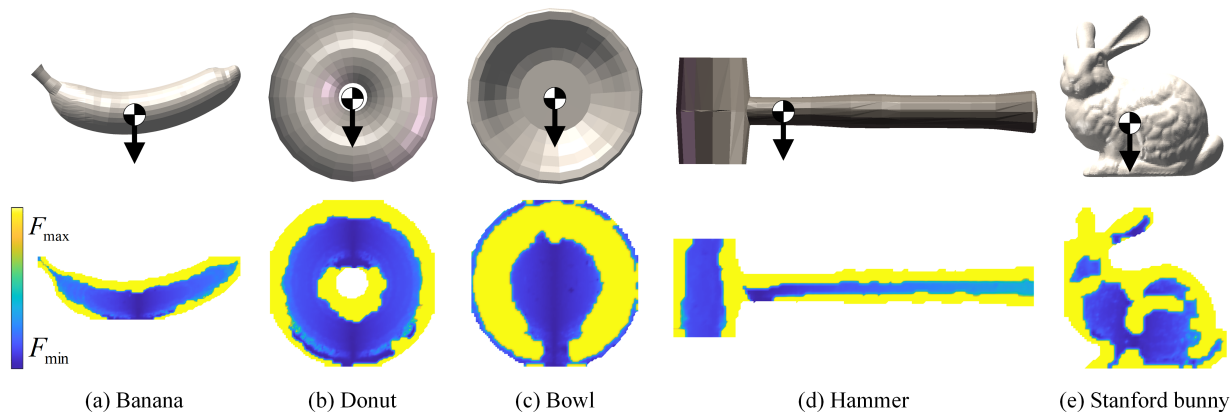 F_max
F_min
(a) Banana
(b) Donut
(c) Bowl
(d) Hammer
(e) Stanford bunny